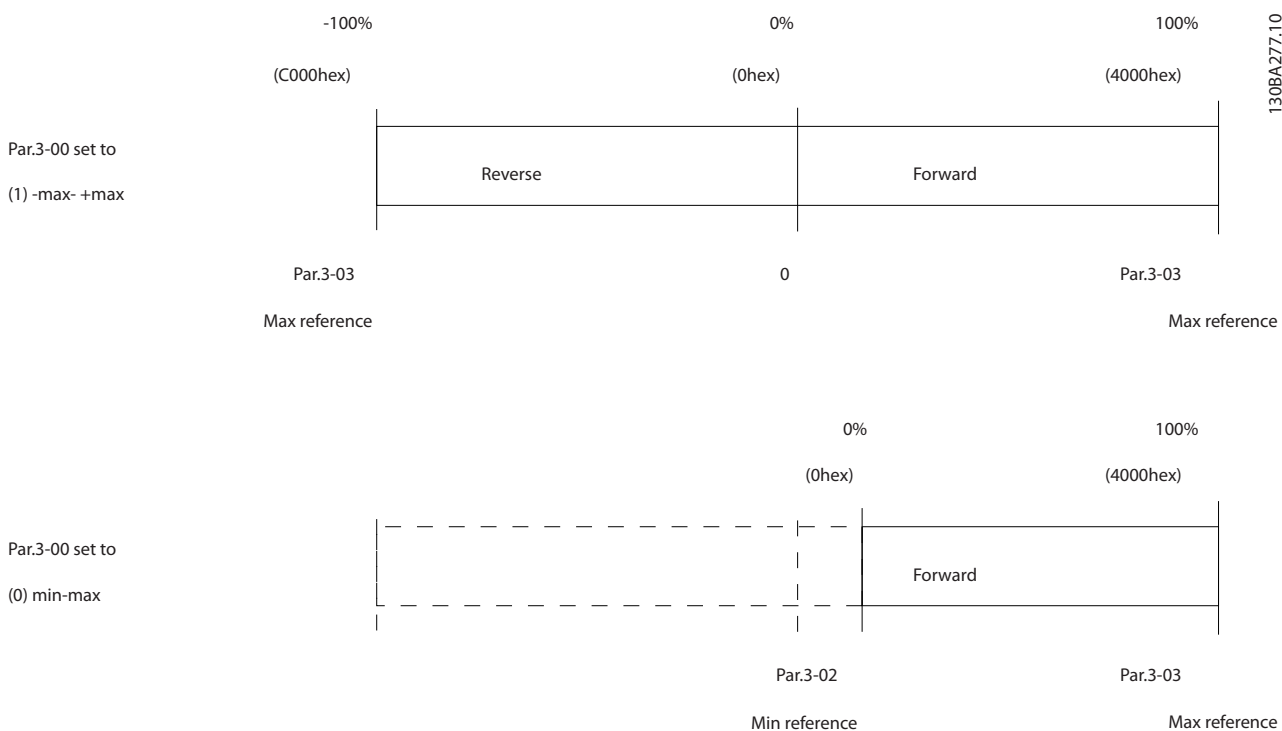 -100% 0% 100%
(C000hex) (0hex) (4000hex)
130BA277.10
Par.3-00 set to
(1) -max- +max
Reverse Forward
Par.3-03 0 Par.3-03
Max reference Max reference
0% 100%
(0hex) (4000hex)
Par.3-00 set to
(0) min-max
Forward
Par.3-02 Par.3-03
Min reference Max reference